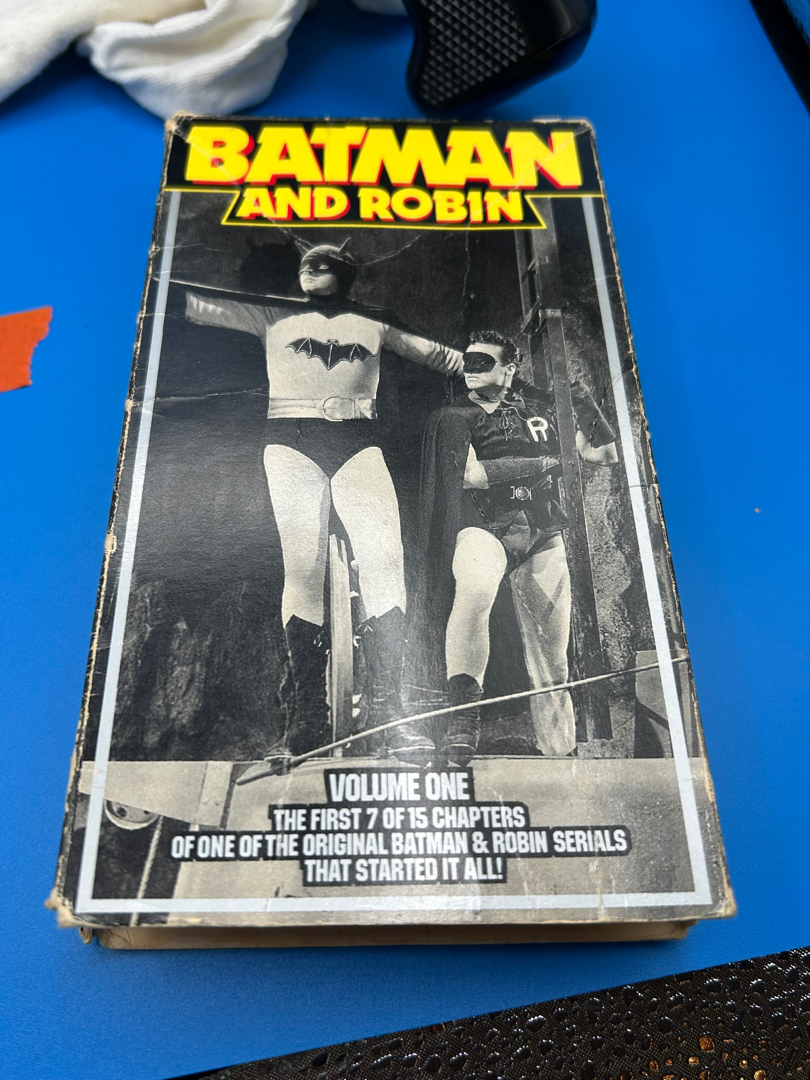 BATMAN
AND ROBIN
R
VOLUME ONE
THE FIRST 7 OF 15 CHAPTERS
OF ONE OF THE ORIGINAL BATMAN & ROBIN SERIALS
THAT STARTED IT ALL!